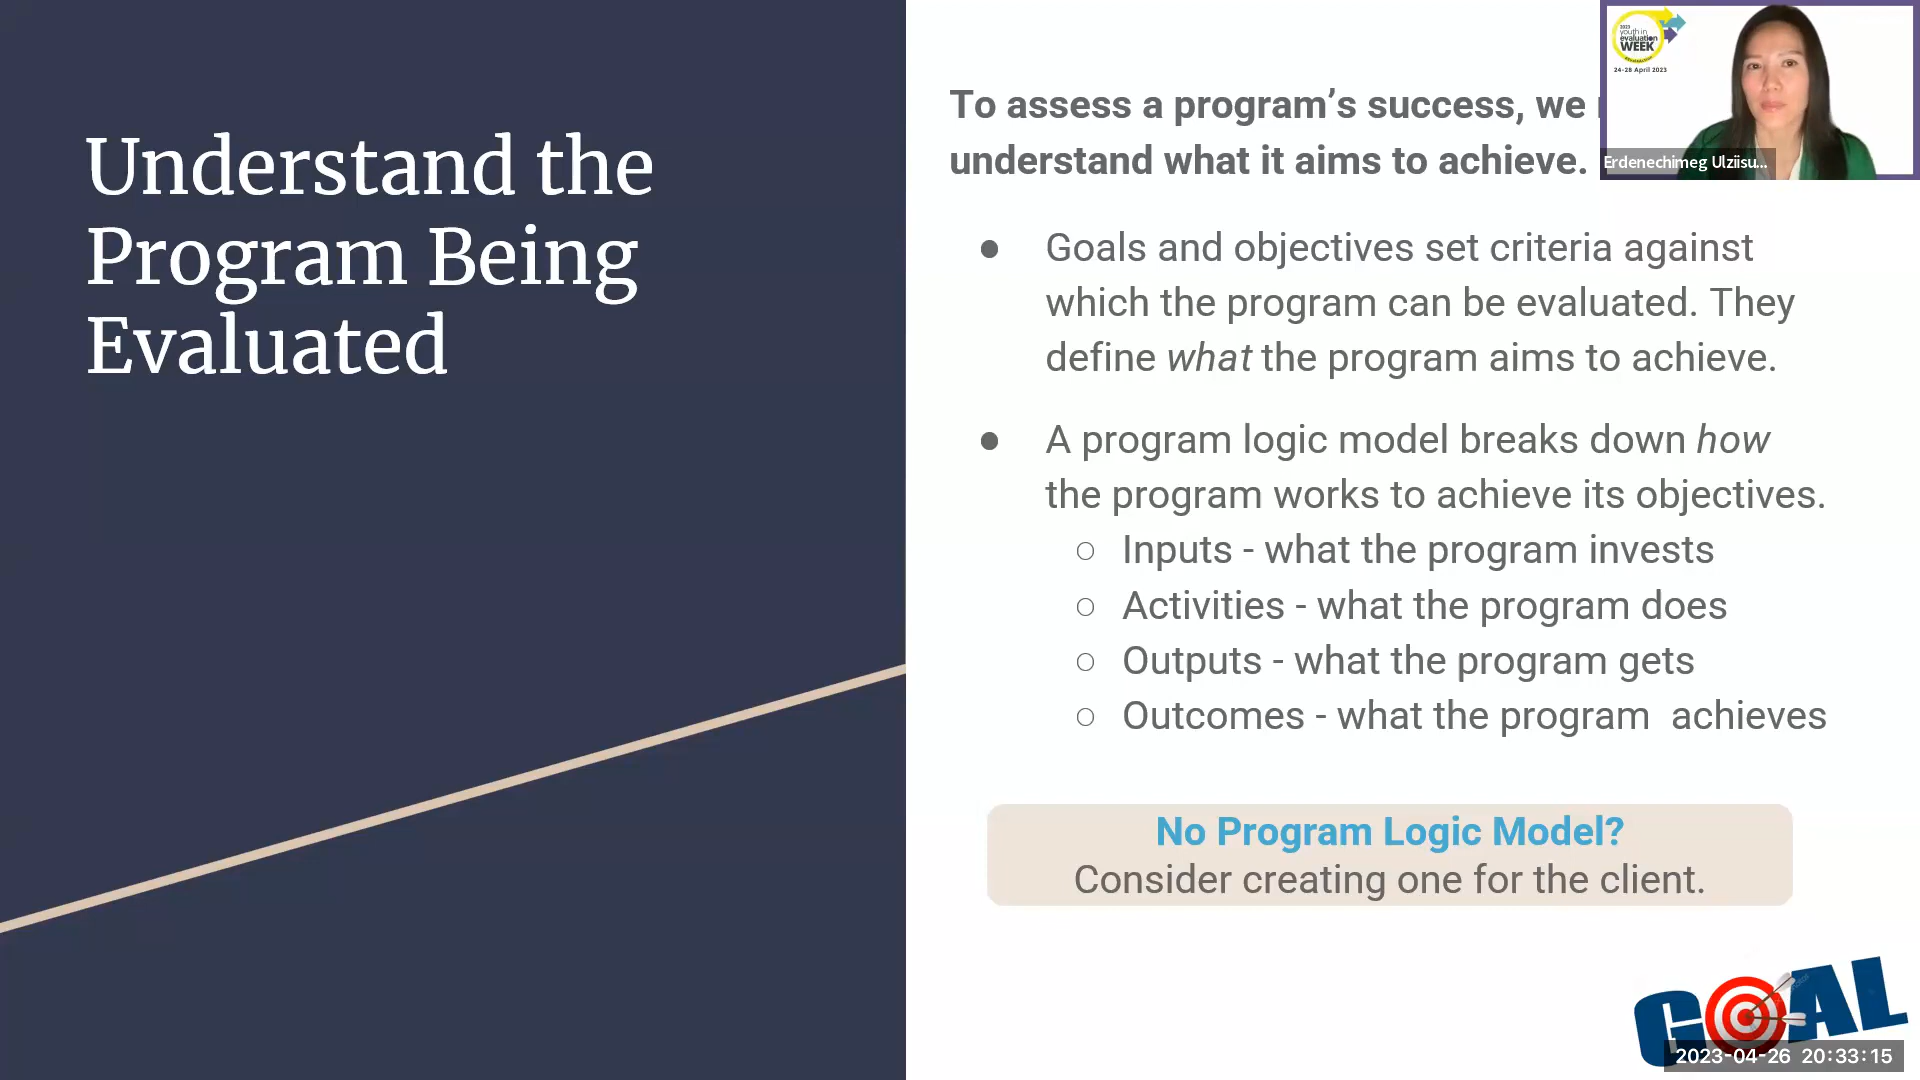 Understand the
Program Being
Evaluated
To assess a program’s success, we
understand what it aims to achieve.
● Goals and objectives set criteria against
which the program can be evaluated. They
define what the program aims to achieve.
● A program logic model breaks down how
the program works to achieve its objectives.
○ Inputs - what the program invests
○ Activities - what the program does
○ Outputs - what the program gets
○ Outcomes - what the program  achieves
No Program Logic Model?
Consider creating one for the client.
2023
youth in
evaluation
WEEK
24-28 April 2023
Erdenechimeg Ulziisu...
GOAL
2023-04-26 20:33:15